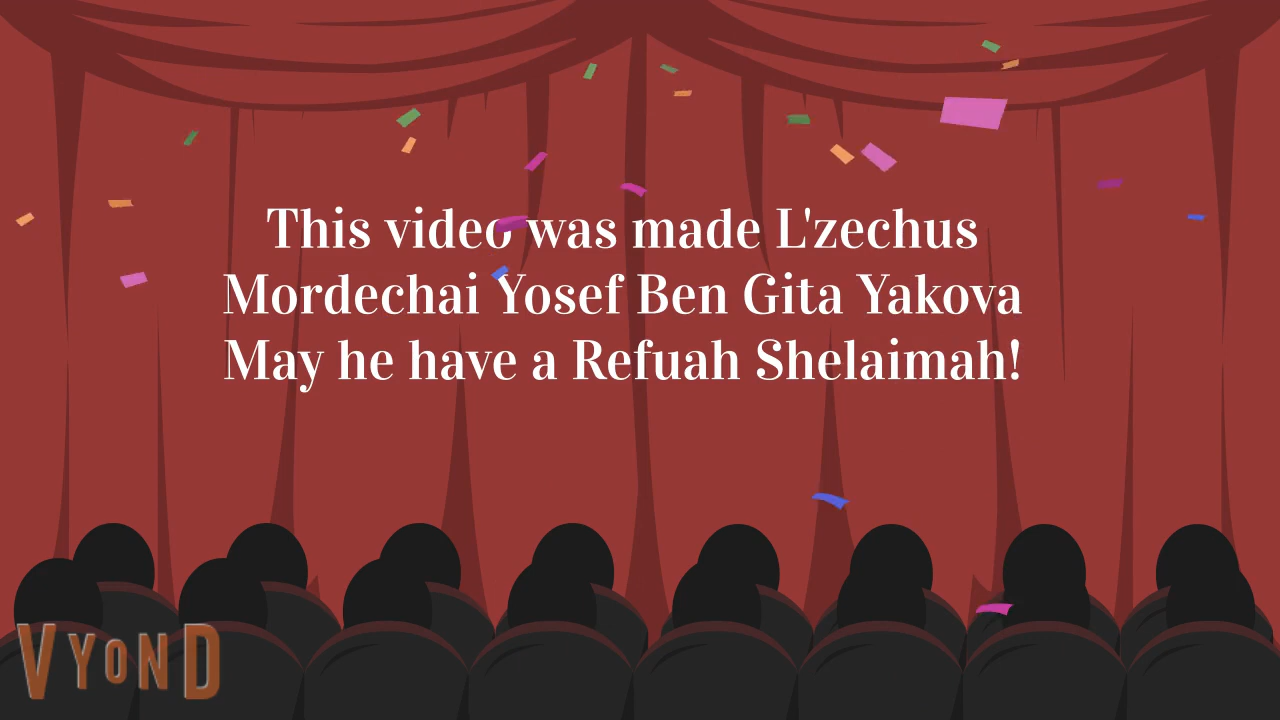 This video was made L'zechus
Mordechai Yosef Ben Gita Yakova
May he have a Refuah Shelaimah!
VYOND